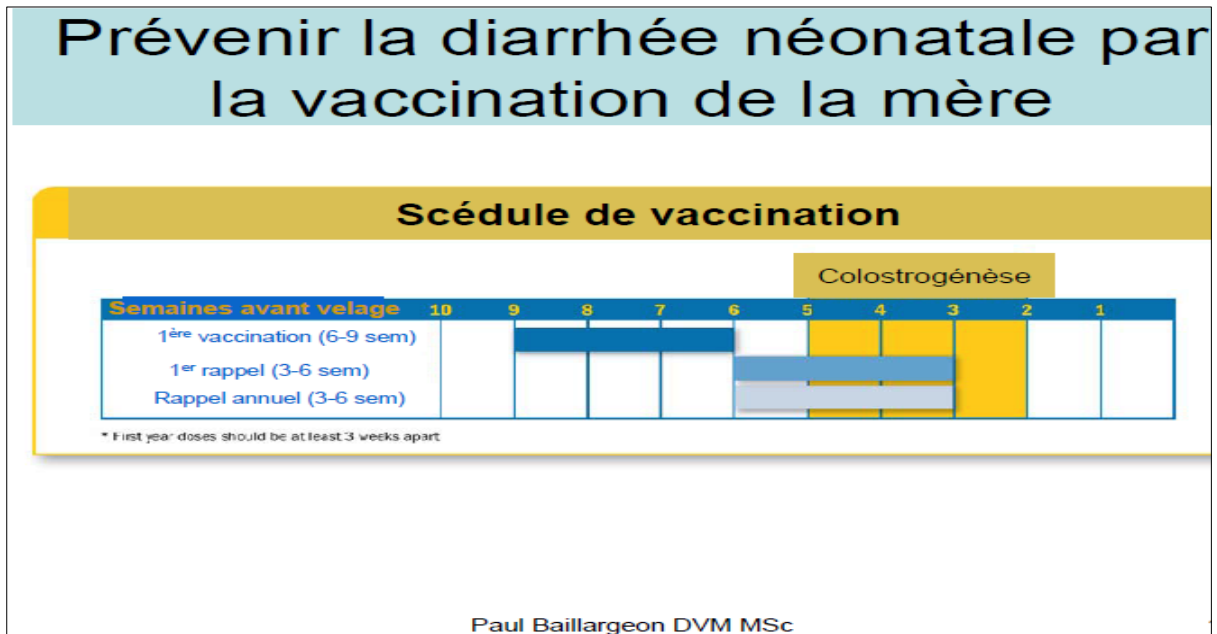 Prévenir la diarrhée néonatale par
la vaccination de la mère
Scédule de vaccination
Colostrogénèse
Semaines avant velage 10 9 8 7 6 5 4 3 2 1
1ère vaccination (6-9 sem)
1er rappel (3-6 sem)
Rappel annuel (3-6 sem)
* First year doses should be at least 3 weeks apart
Paul Baillargeon DVM MSc